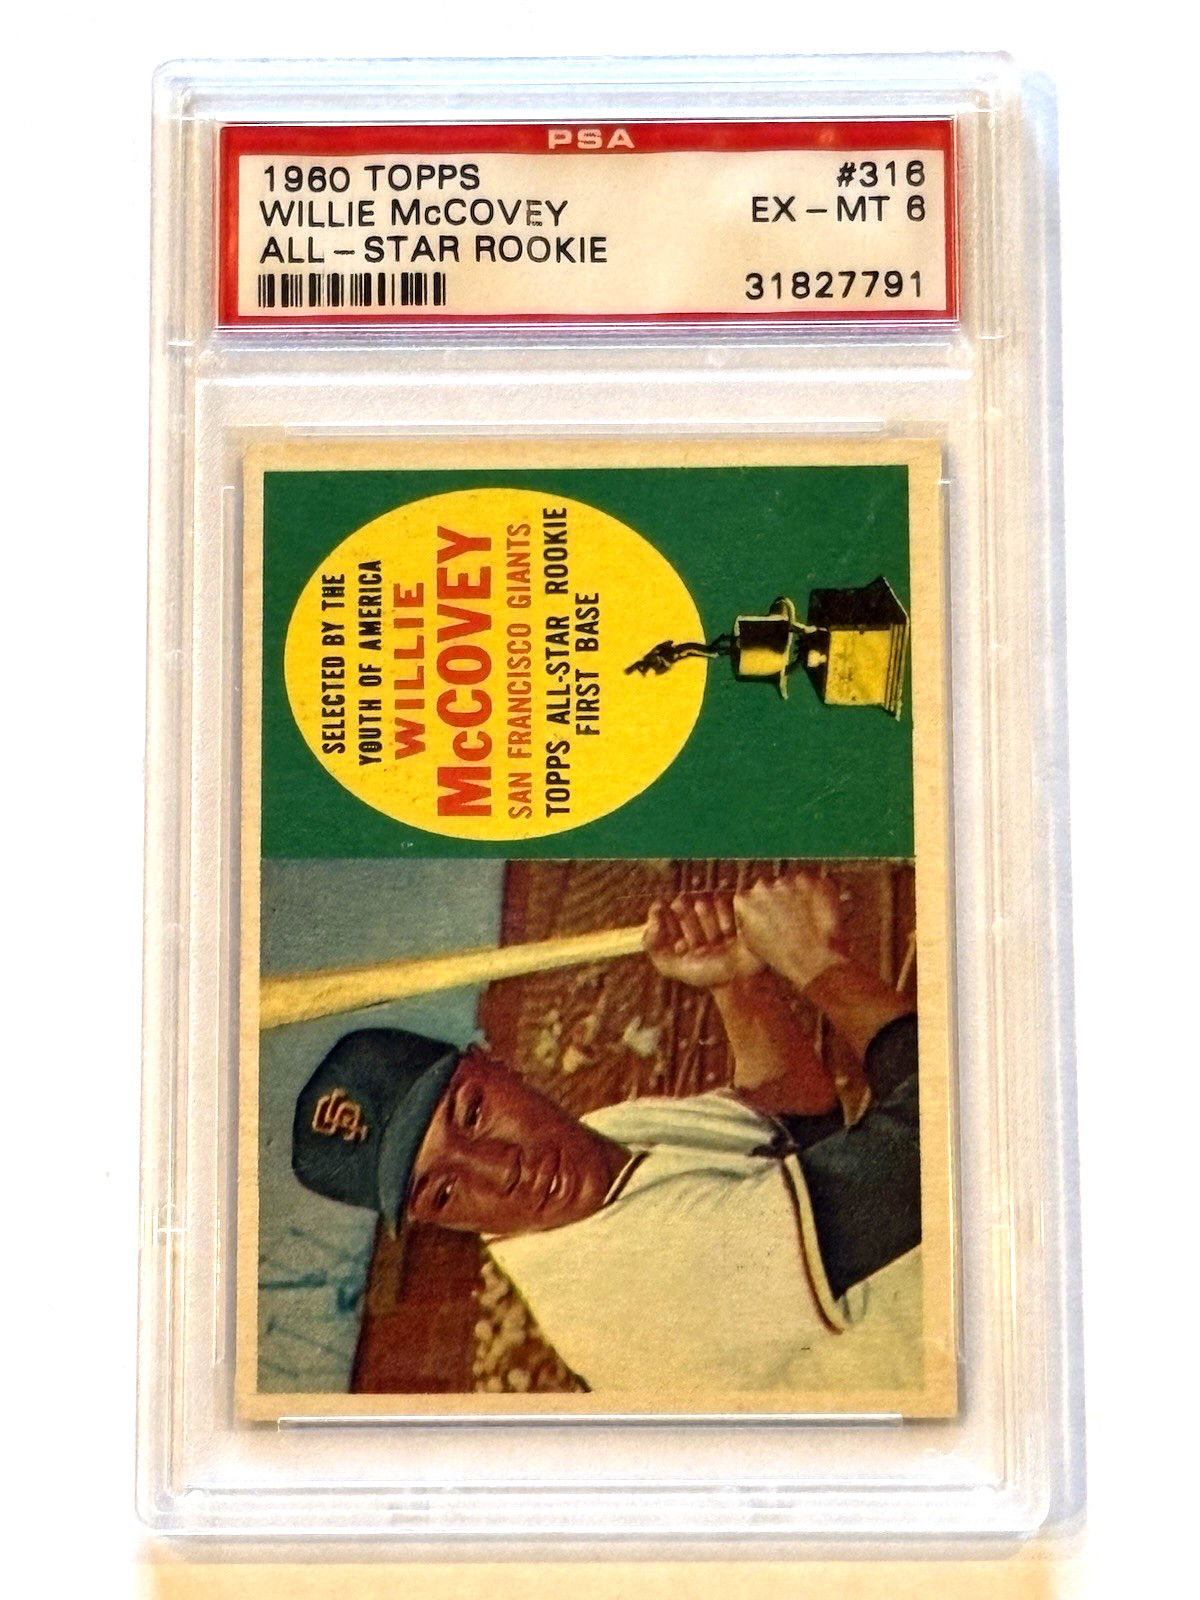 PSA
1960 TOPPS #316
WILLIE McCOVEY EX-MT 6
ALL-STAR ROOKIE
31827791
SELECTED BY THE
YOUTH OF AMERICA
WILLIE
McCOVEY
SAN FRANCISCO GIANTS
TOPPS ALL-STAR ROOKIE
FIRST BASE
SF